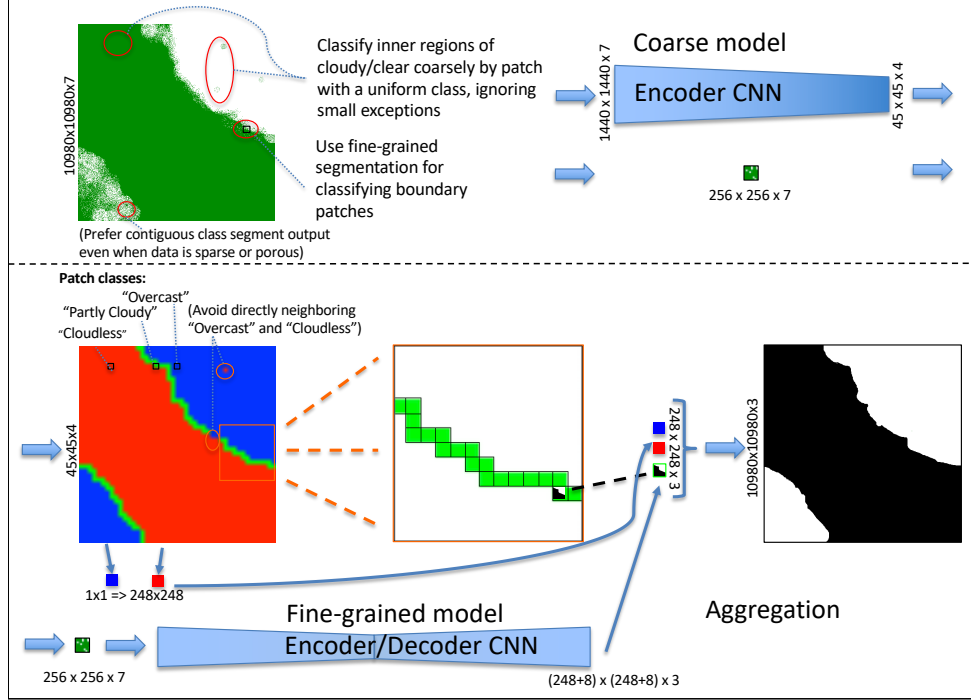 10980x10980x7
Classify inner regions of
cloudy/clear coarsely by patch
with a uniform class, ignoring
small exceptions
Use fine-grained
segmentation for
classifying boundary
patches
(Prefer contiguous class segment output
even when data is sparse or porous)
Coarse model
1440 x 1440 x 7
Encoder CNN
45 x 45 x 4
256 x 256 x 7
Patch classes:
“Overcast”
“Partly Cloudy”
“Cloudless”
(Avoid directly neighboring
“Overcast” and “Cloudless”)
45x45x4
1x1 => 248x248
248 x 248 x 3
10980x10980x3
Aggregation
Fine-grained model
Encoder/Decoder CNN
256 x 256 x 7
(248+8) x (248+8) x 3